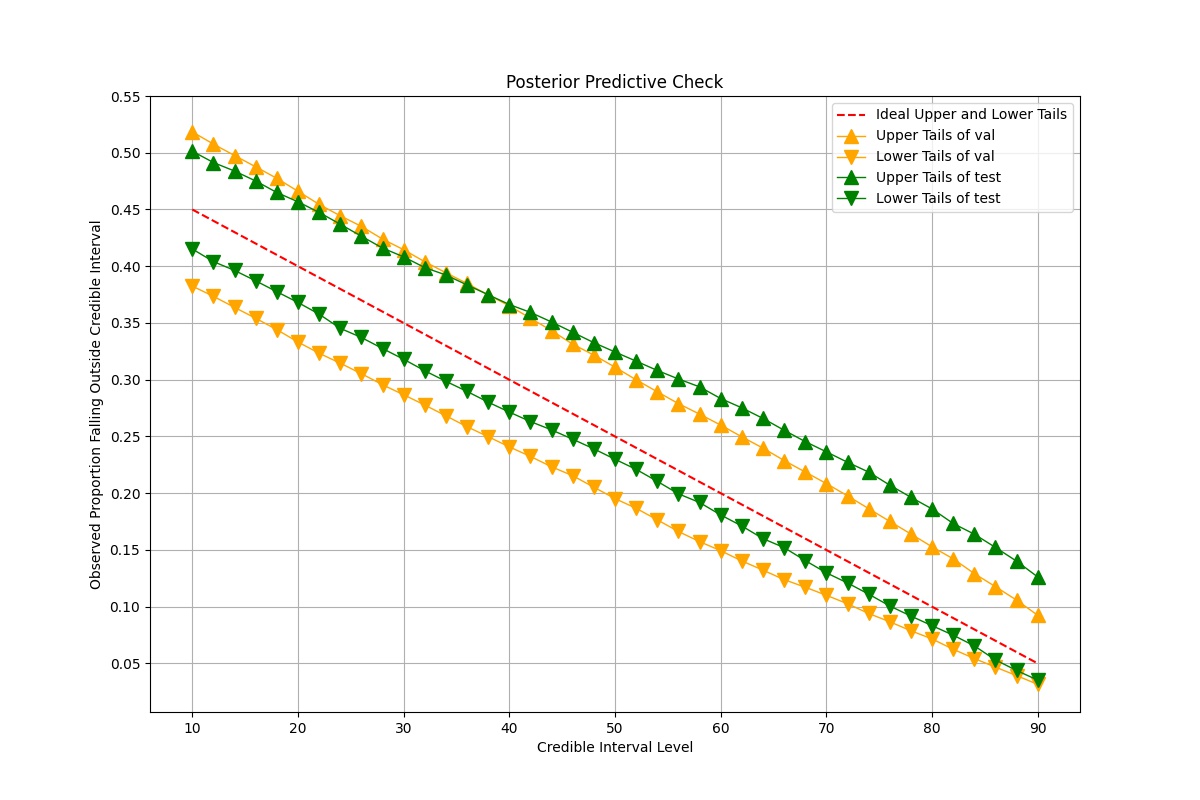 Posterior Predictive Check
Observed Proportion Falling Outside Credible Interval
0.55
0.50
0.45
0.40
0.35
0.30
0.25
0.20
0.15
0.10
0.05
Ideal Upper and Lower Tails
Upper Tails of val
Lower Tails of val
Upper Tails of test
Lower Tails of test
10 20 30 40 50 60 70 80 90
Credible Interval Level